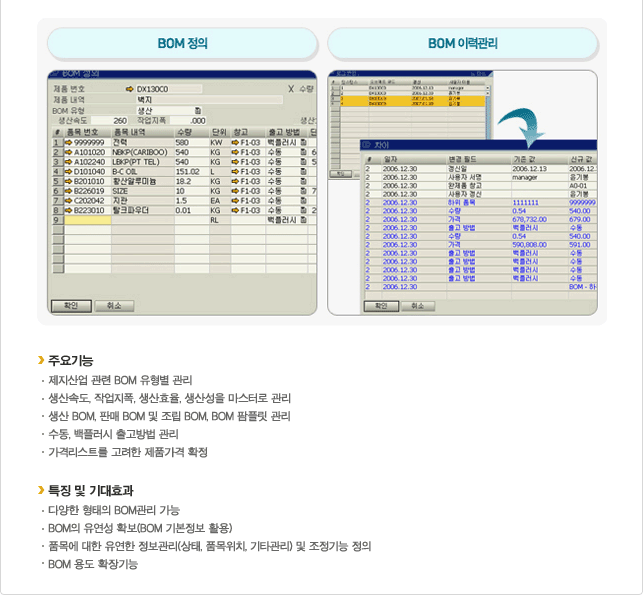 BOM 정의
BOM 이력관리
BOM 정의
제품 번호 DX130C0 X 수량
제품 내역 벽지
BOM 유형 생산
생산속도 260 작업지폭 .000 생산
# 품목 번호 품목 내역 수량 단위 창고 출고 방법 단
1 9999999 전력 580 KW F1-03 백플러시
2 A101020 NBKP(CARIBOO) 540 KG F1-03 수동 6
3 A102240 LBKP(PT TEL) 540 KG F1-03 수동 5
4 D101040 B-C OIL 151.02 L F1-03 수동
5 B201010 황산알루미늄 18.2 KG F1-03 수동
6 B226019 SIZE 10 KG F1-03 수동 7
7 C202042 지관 1.5 EA F1-03 수동
8 B223010 탈크파우더 0.01 KG F1-03 수동 2
9 RL 백플러시
확인 취소
차이
# 일자 변경 필드 기존 값 신규 값
2 2006.12.30 갱신일 2006.12.13 2006.12.
2 2006.12.30 사용자 서명 manager 윤기봉
2 2006.12.30 완제품 창고 A0-01
2 2006.12.30 사용자 갱신 윤기봉
2 2006.12.30 하위 품목 1111111 9999999
2 2006.12.30 수량 0.54 540.00
2 2006.12.30 가격 678,732.00 679.00
2 2006.12.30 출고 방법 백플러시 수동
2 2006.12.30 수량 0.54 540.00
2 2006.12.30 가격 590,808.00 591.00
2 2006.12.30 출고 방법 백플러시 수동
2 2006.12.30 출고 방법 백플러시 수동
2 2006.12.30 출고 방법 백플러시 수동
2 2006.12.30 출고 방법 백플러시 수동
2 2006.12.30 BOM - 하
확인 취소
주요기능
· 제지산업 관련 BOM 유형별 관리
· 생산속도, 작업지폭, 생산효율, 생산성을 마스터로 관리
· 생산 BOM, 판매 BOM 및 조립 BOM, BOM 팜플릿 관리
· 수동, 백플러시 출고방법 관리
· 가격리스트를 고려한 제품가격 확정
특징 및 기대효과
· 다양한 형태의 BOM관리 가능
· BOM의 유연성 확보(BOM 기본정보 활용)
· 품목에 대한 유연한 정보관리(상태, 품목위치, 기타관리) 및 조정기능 정의
· BOM 용도 확장기능